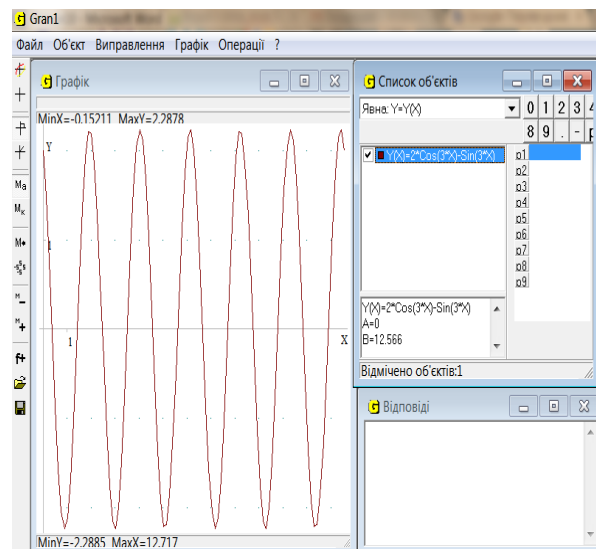 Gran1
Файл Об'єкт Виправлення Графік Операції ?
Графік
MinX=-0.15211 MaxY=2.2878
Y
1
1
X
MinY=-2.2885 MaxX=12.717
Ma
Mк
Список об'єктів
Явна: Y=Y(X)
0 1 2 3 4
8 9 . -
Y(X)=2*Cos(3*X)-Sin(3*X)
p1
p2
p3
p4
p5
p6
p7
p8
p9
Y(X)=2*Cos(3*X)-Sin(3*X)
A=0
B=12.566
Відмічено об'єктів:1
Відповіді